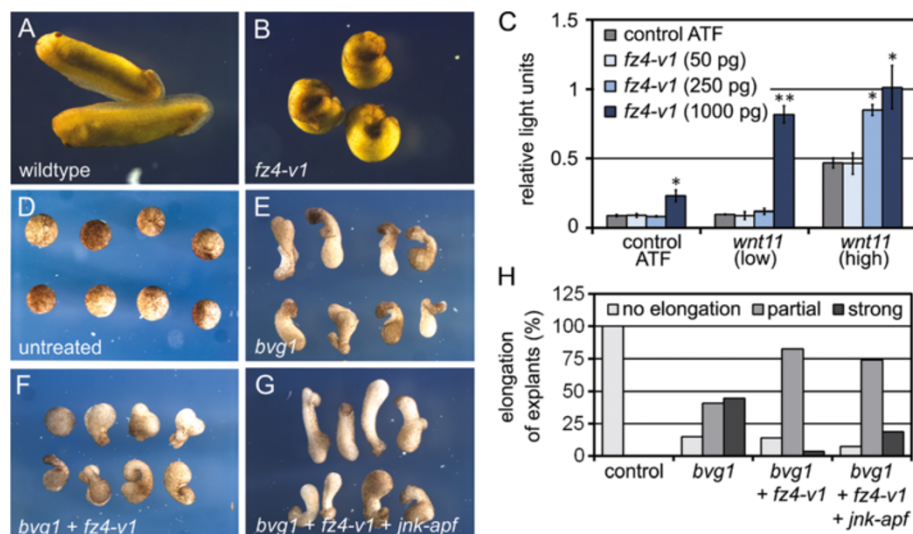 A
wildtype
B
fz4-v1
C
relative light units
control ATF
fz4-v1 (50 pg)
fz4-v1 (250 pg)
fz4-v1 (1000 pg)
1.5
1
0.5
0
*
**
*
*
control
ATF
wnt11
(low)
wnt11
(high)
D
untreated
E
bvg1
F
bvg1 + fz4-v1
G
bvg1 + fz4-v1 + jnk-apf
H
elongation
of explants (%)
125
100
75
50
25
0
no elongation
partial
strong
control
bvg1
bvg1
+ fz4-v1
bvg1
+ fz4-v1
+ jnk-apf